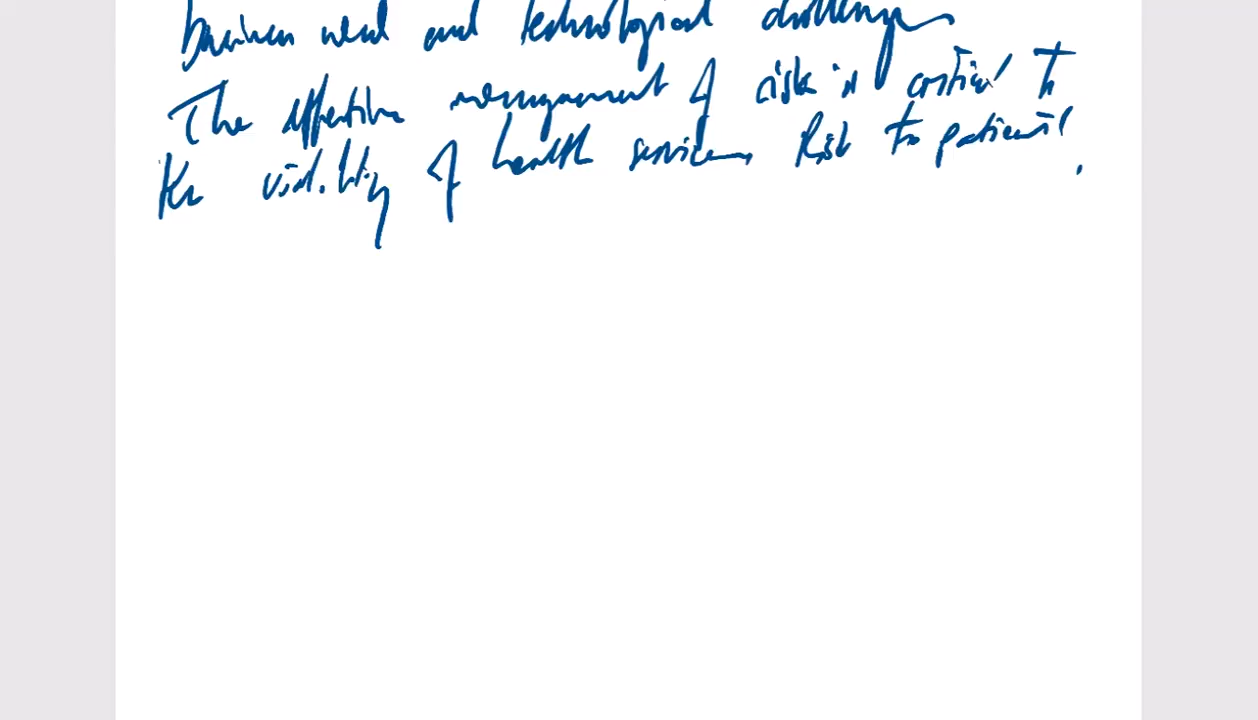 business need and technological challenges
The effective management of risk is critical to
the viability of health services Risk to patients,